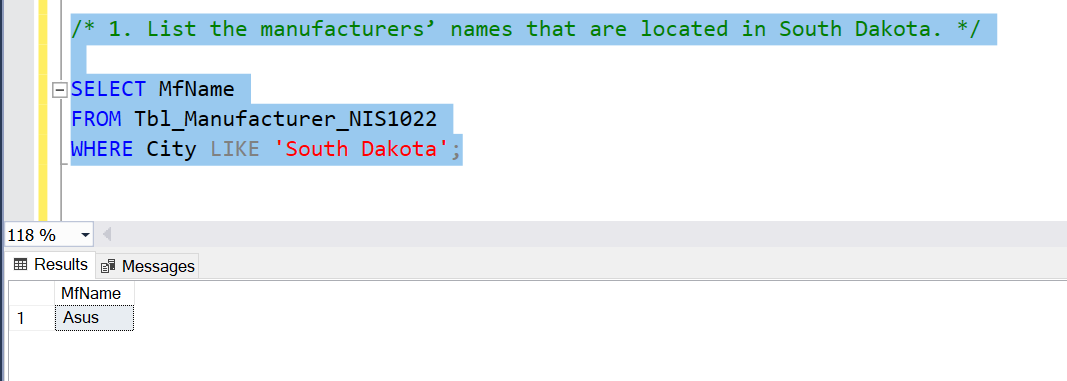 /* 1. List the manufacturers’ names that are located in South Dakota. */
SELECT MfName
FROM Tbl_Manufacturer_NIS1022
WHERE City LIKE 'South Dakota';
118 %
Results Messages
MfName
1 Asus